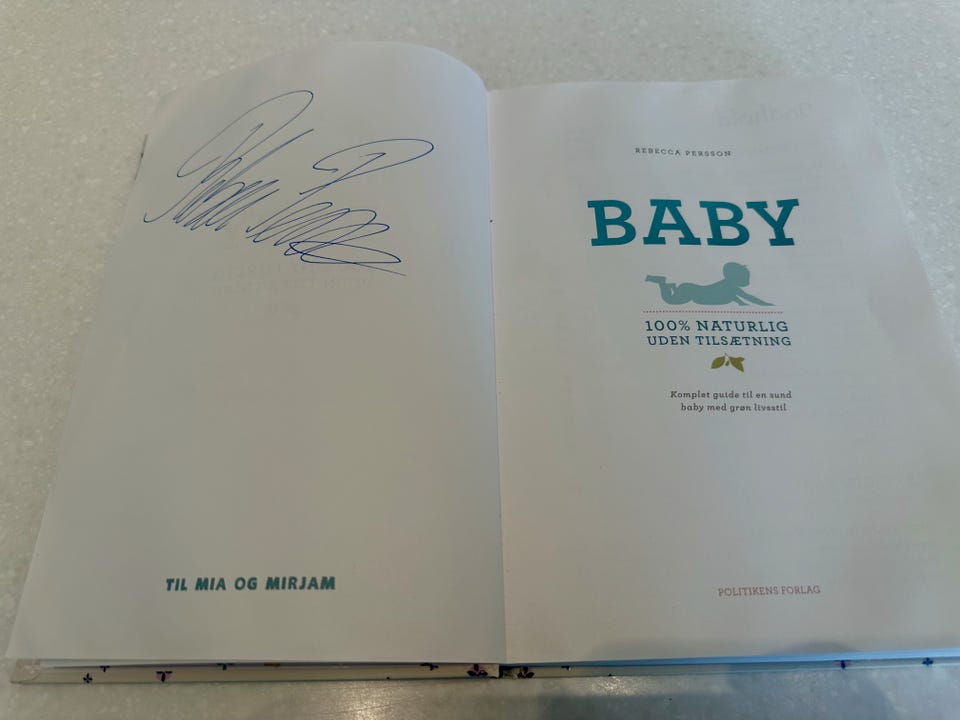 TIL MIA OG MIRJAM
REBECCA PERSSON
BABY
100% NATURLIG
UDEN TILSÆTNING
Komplet guide til en sund
baby med grøn livsstil
POLITIKENS FORLAG